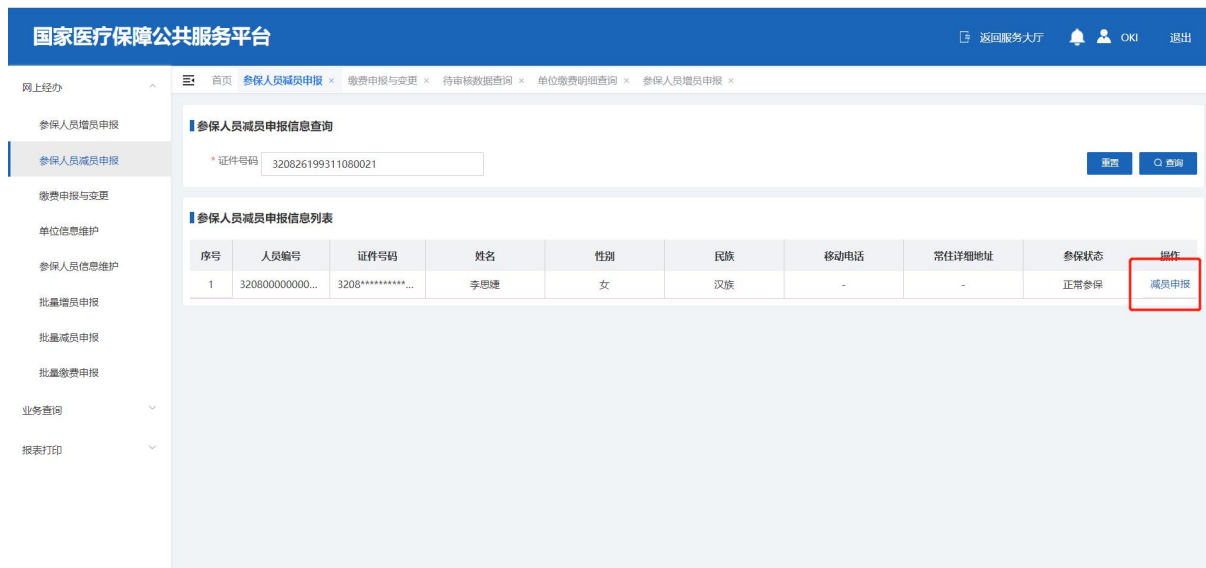 国家医疗保障公共服务平台
返回服务大厅 OKI 退出
网上经办
参保人员增员申报
参保人员减员申报
缴费申报与变更
单位信息维护
参保人员信息维护
批量增员申报
批量减员申报
批量缴费申报
业务查询
报表打印
首页 参保人员减员申报 × 缴费申报与变更 × 待审核数据查询 × 单位缴费明细查询 × 参保人员增员申报 ×
参保人员减员申报信息查询
* 证件号码 320826199311080021 重置 查询
参保人员减员申报信息列表
序号 人员编号 证件号码 姓名 性别 民族 移动电话 常住详细地址 参保状态 操作
1 320800000000... 3208**********... 李思婕 女 汉族 - - 正常参保 减员申报